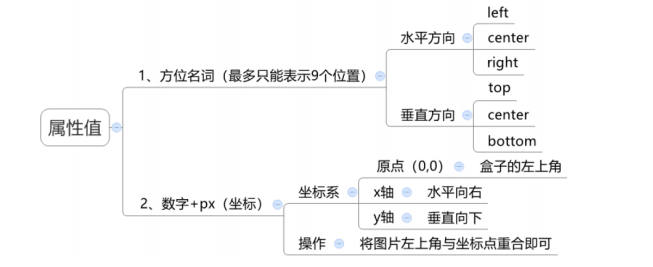 属性值
1、方位名词（最多只能表示9个位置）
水平方向
left
center
right
垂直方向
top
center
bottom
2、数字+px（坐标）
坐标系
原点（0,0）
盒子的左上角
x轴
水平向右
y轴
垂直向下
操作
将图片左上角与坐标点重合即可